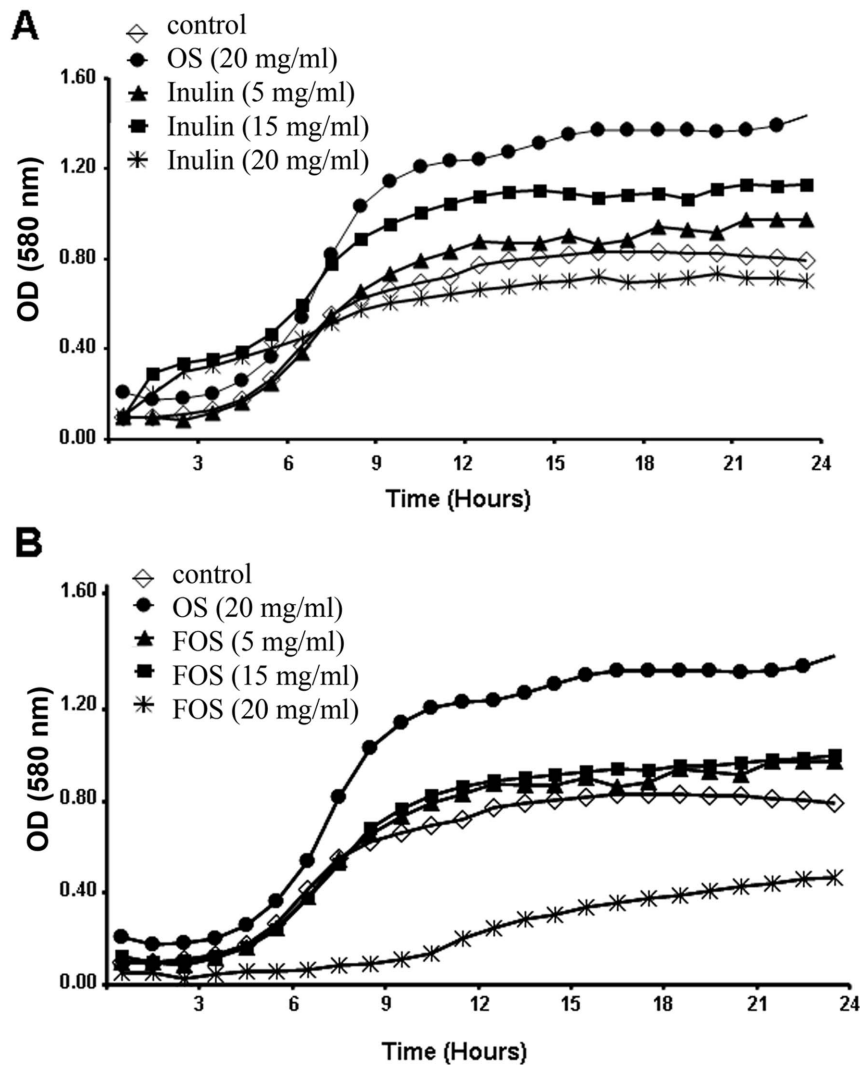 A
control
OS (20 mg/ml)
Inulin (5 mg/ml)
Inulin (15 mg/ml)
Inulin (20 mg/ml)
OD (580 nm)
1.60
1.20
0.80
0.40
0.00
3 6 9 12 15 18 21 24
Time (Hours)
B
control
OS (20 mg/ml)
FOS (5 mg/ml)
FOS (15 mg/ml)
FOS (20 mg/ml)
OD (580 nm)
1.60
1.20
0.80
0.40
0.00
3 6 9 12 15 18 21 24
Time (Hours)